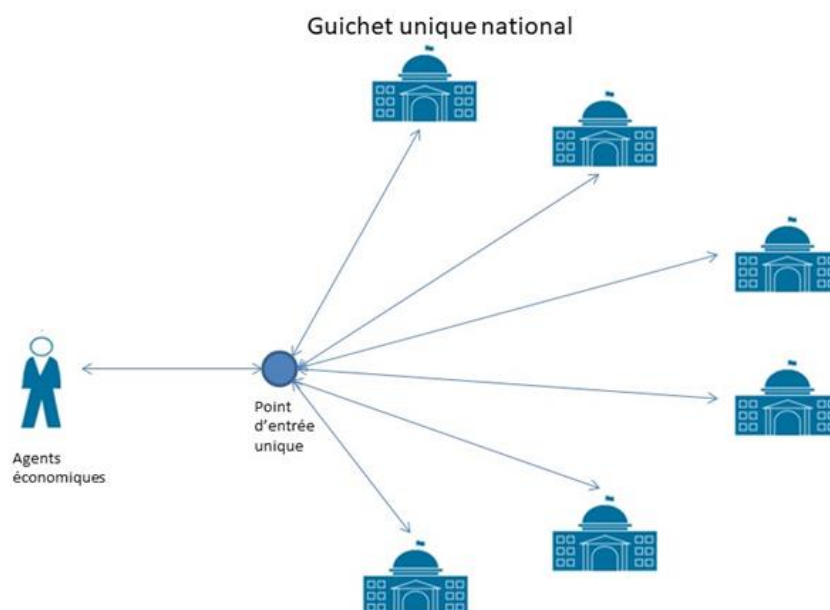 Guichet unique national
Point
d'entrée
unique
Agents
économiques